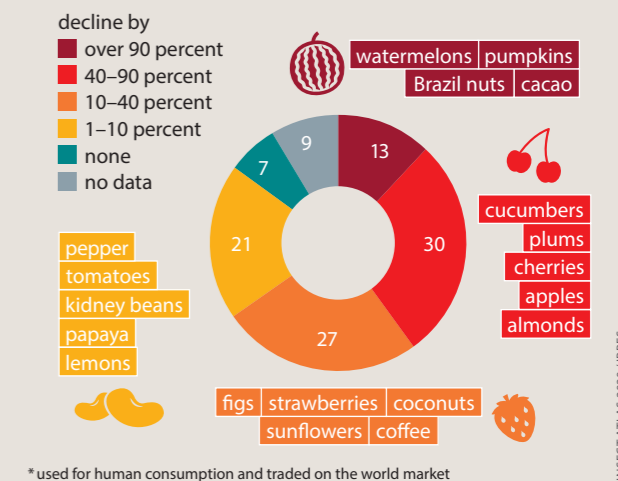 decline by
over 90 percent
40–90 percent
10–40 percent
1–10 percent
none
no data
watermelons pumpkins
Brazil nuts cacao
13
30
27
21
7
9
cucumbers
plums
cherries
apples
almonds
pepper
tomatoes
kidney beans
papaya
lemons
figs strawberries coconuts
sunflowers coffee
* used for human consumption and traded on the world market